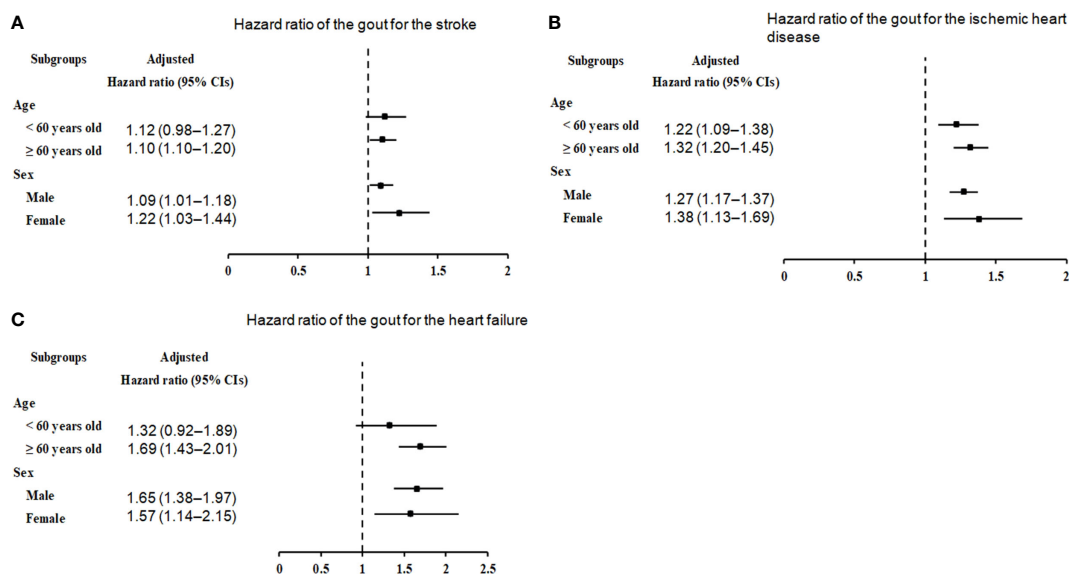 A
Hazard ratio of the gout for the stroke
Subgroups Adjusted
Hazard ratio (95% CIs)
Age
< 60 years old 1.12 (0.98–1.27)
≥ 60 years old 1.10 (1.10–1.20)
Sex
Male 1.09 (1.01–1.18)
Female 1.22 (1.03–1.44)
0 0.5 1 1.5 2
B
Hazard ratio of the gout for the ischemic heart
disease
Subgroups Adjusted
Hazard ratio (95% CIs)
Age
< 60 years old 1.22 (1.09–1.38)
≥ 60 years old 1.32 (1.20–1.45)
Sex
Male 1.27 (1.17–1.37)
Female 1.38 (1.13–1.69)
0 0.5 1 1.5 2
C
Hazard ratio of the gout for the heart failure
Subgroups Adjusted
Hazard ratio (95% CIs)
Age
< 60 years old 1.32 (0.92–1.89)
≥ 60 years old 1.69 (1.43–2.01)
Sex
Male 1.65 (1.38–1.97)
Female 1.57 (1.14–2.15)
0 0.5 1 1.5 2 2.5